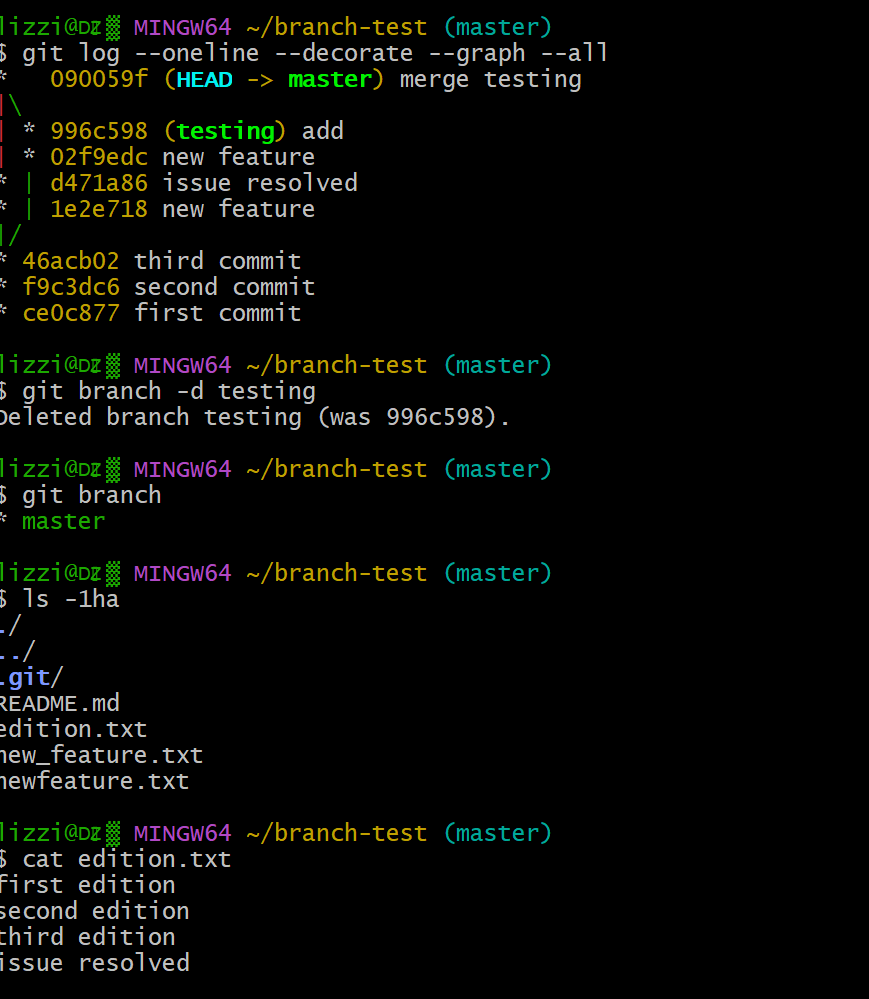 lizzi@DZ MINGW64 ~/branch-test (master)
$ git log --oneline --decorate --graph --all
*   090059f (HEAD -> master) merge testing
|\
| * 996c598 (testing) add
| * 02f9edc new feature
* | d471a86 issue resolved
* | 1e2e718 new feature
|/
* 46acb02 third commit
* f9c3dc6 second commit
* ce0c877 first commit
lizzi@DZ MINGW64 ~/branch-test (master)
$ git branch -d testing
Deleted branch testing (was 996c598).
lizzi@DZ MINGW64 ~/branch-test (master)
$ git branch
* master
lizzi@DZ MINGW64 ~/branch-test (master)
$ ls -1ha
./
../
.git/
README.md
edition.txt
new_feature.txt
newfeature.txt
lizzi@DZ MINGW64 ~/branch-test (master)
$ cat edition.txt
first edition
second edition
third edition
issue resolved